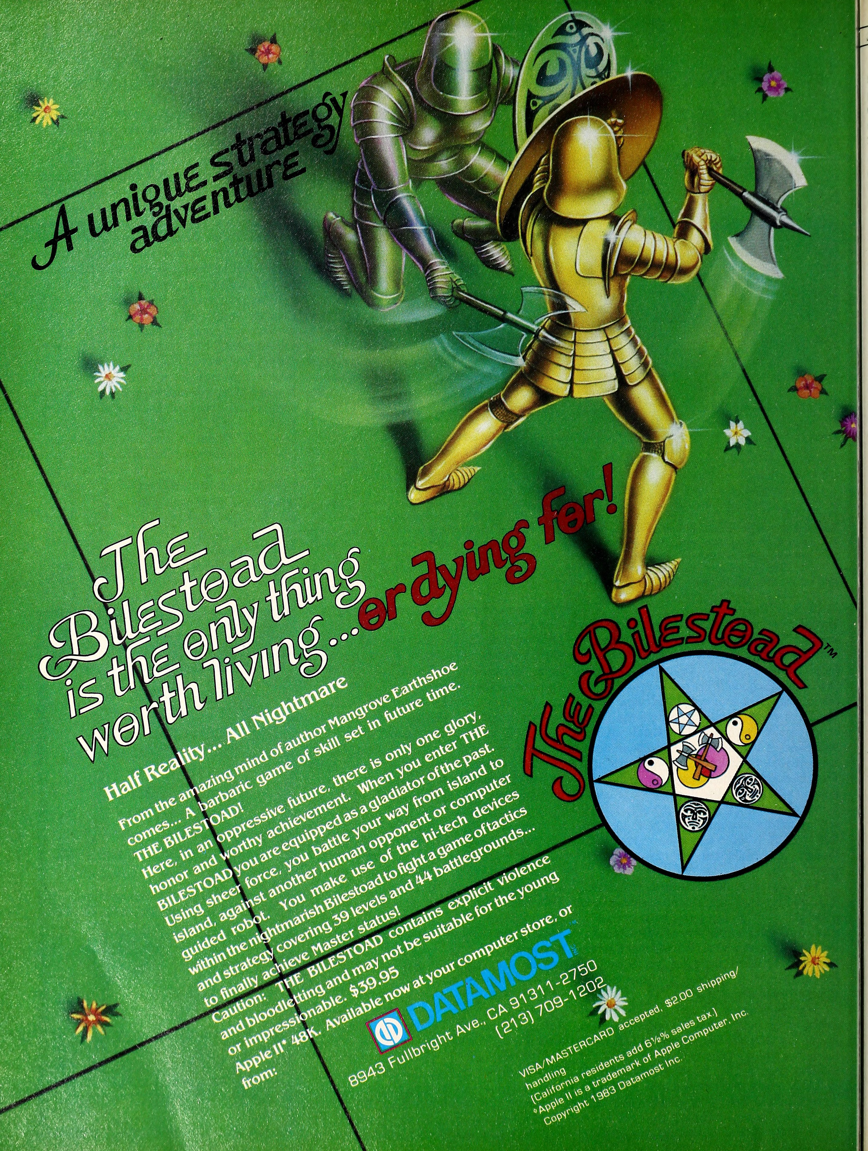 A unique strategy
adventure
The
Bilestoad
is the only thing
worth living...or dying for!
The Bilestoad™
Half Reality... All Nightmare
From the amazing mind of author Mangrove Earthshoe
comes... A barbaric game of skill set in future time.
THE BILESTOAD!
Here, in an oppressive future, there is only one glory,
honor and worthy achievement. When you enter THE
BILESTOAD you are equipped as a gladiator of the past.
Using sheer force, you battle your way from island to
island, against another human opponent or computer
guided robot. You make use of the hi-tech devices
within the nightmarish Bilestoad to fight a game of tactics
and strategy covering 39 levels and 44 battlegrounds...
to finally achieve Master status!
Caution: THE BILESTOAD contains explicit violence
and bloodletting and may not be suitable for the young
or impressionable. $39.95
Apple II* 48K. Available now at your computer store, or
from:
DATAMOST
8943 Fullbright Ave., CA 91311-2750
(213) 709-1202
VISA/MASTERCARD accepted, $2.00 shipping/
handling
(California residents add 6½% sales tax.)
*Apple II is a trademark of Apple Computer, Inc.
Copyright 1983 Datamost Inc.